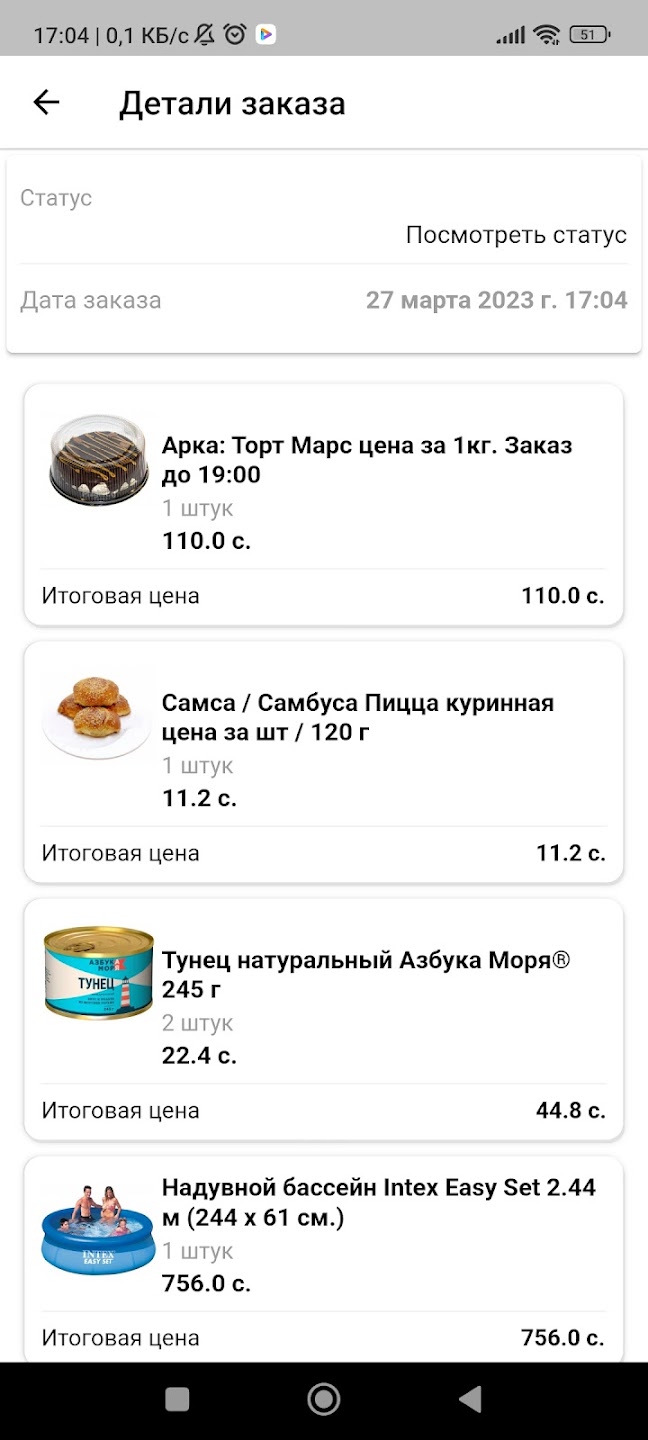 17:04 | 0,1 КБ/с
51
Детали заказа
Статус
Посмотреть статус
Дата заказа
27 марта 2023 г. 17:04
Арка: Торт Марс цена за 1кг. Заказ
до 19:00
1 штук
110.0 с.
Итоговая цена
110.0 с.
Самса / Самбуса Пицца куринная
цена за шт / 120 г
1 штук
11.2 с.
Итоговая цена
11.2 с.
АЗБУКА
МОРЯ
ТУНЕЦ
Тунец натуральный Азбука Моря®
245 г
2 штук
22.4 с.
Итоговая цена
44.8 с.
INTEX
EASY SET
Надувной бассейн Intex Easy Set 2.44
м (244 x 61 см.)
1 штук
756.0 с.
Итоговая цена
756.0 с.